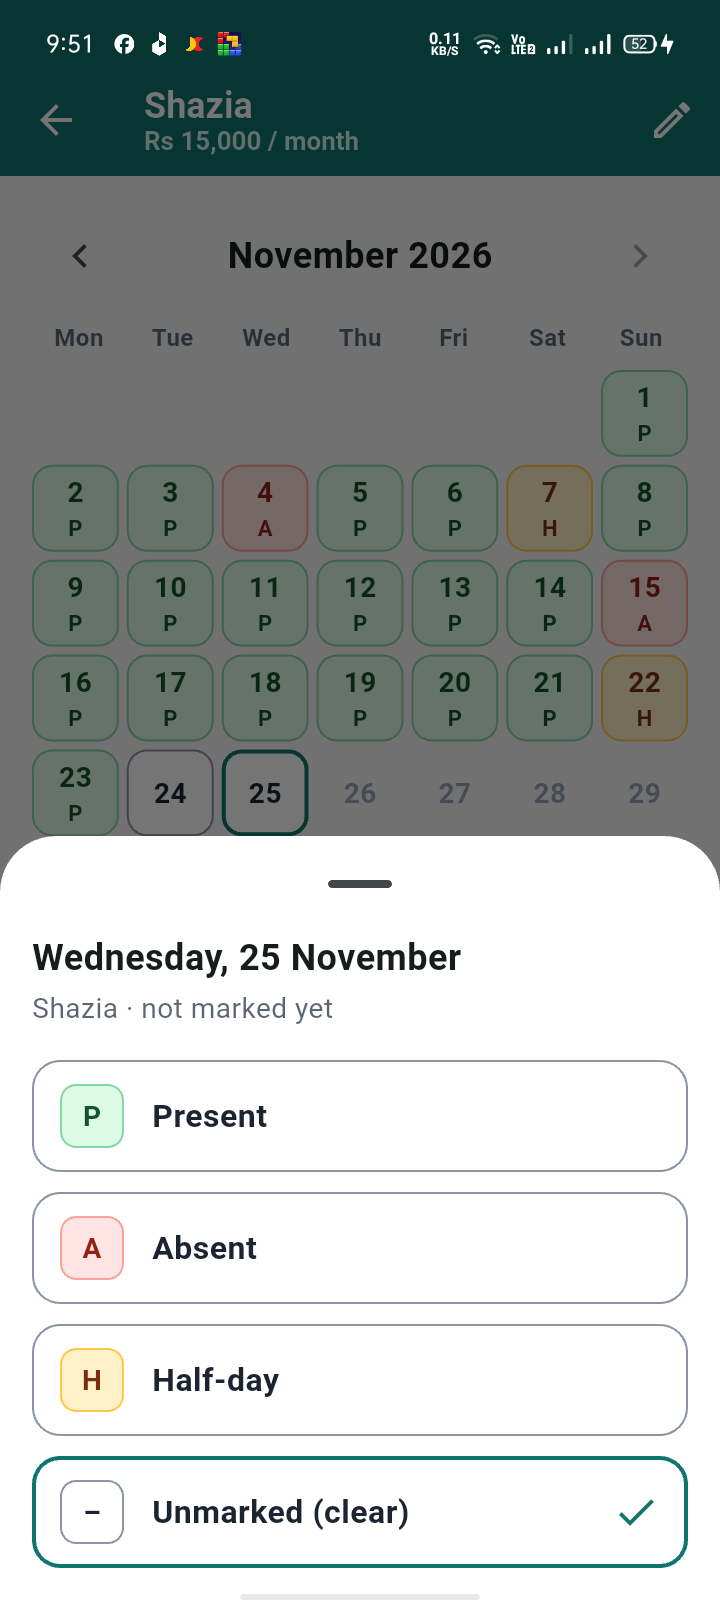 9:51 0.11 KB/S Vo LTE2 52
Shazia
Rs 15,000 / month
November 2026
Mon Tue Wed Thu Fri Sat Sun
1
P
2 3 4 5 6 7 8
P P A P P H P
9 10 11 12 13 14 15
P P P P P P A
16 17 18 19 20 21 22
P P P P P P H
23 24 25 26 27 28 29
P
Wednesday, 25 November
Shazia · not marked yet
P Present
A Absent
H Half-day
– Unmarked (clear)